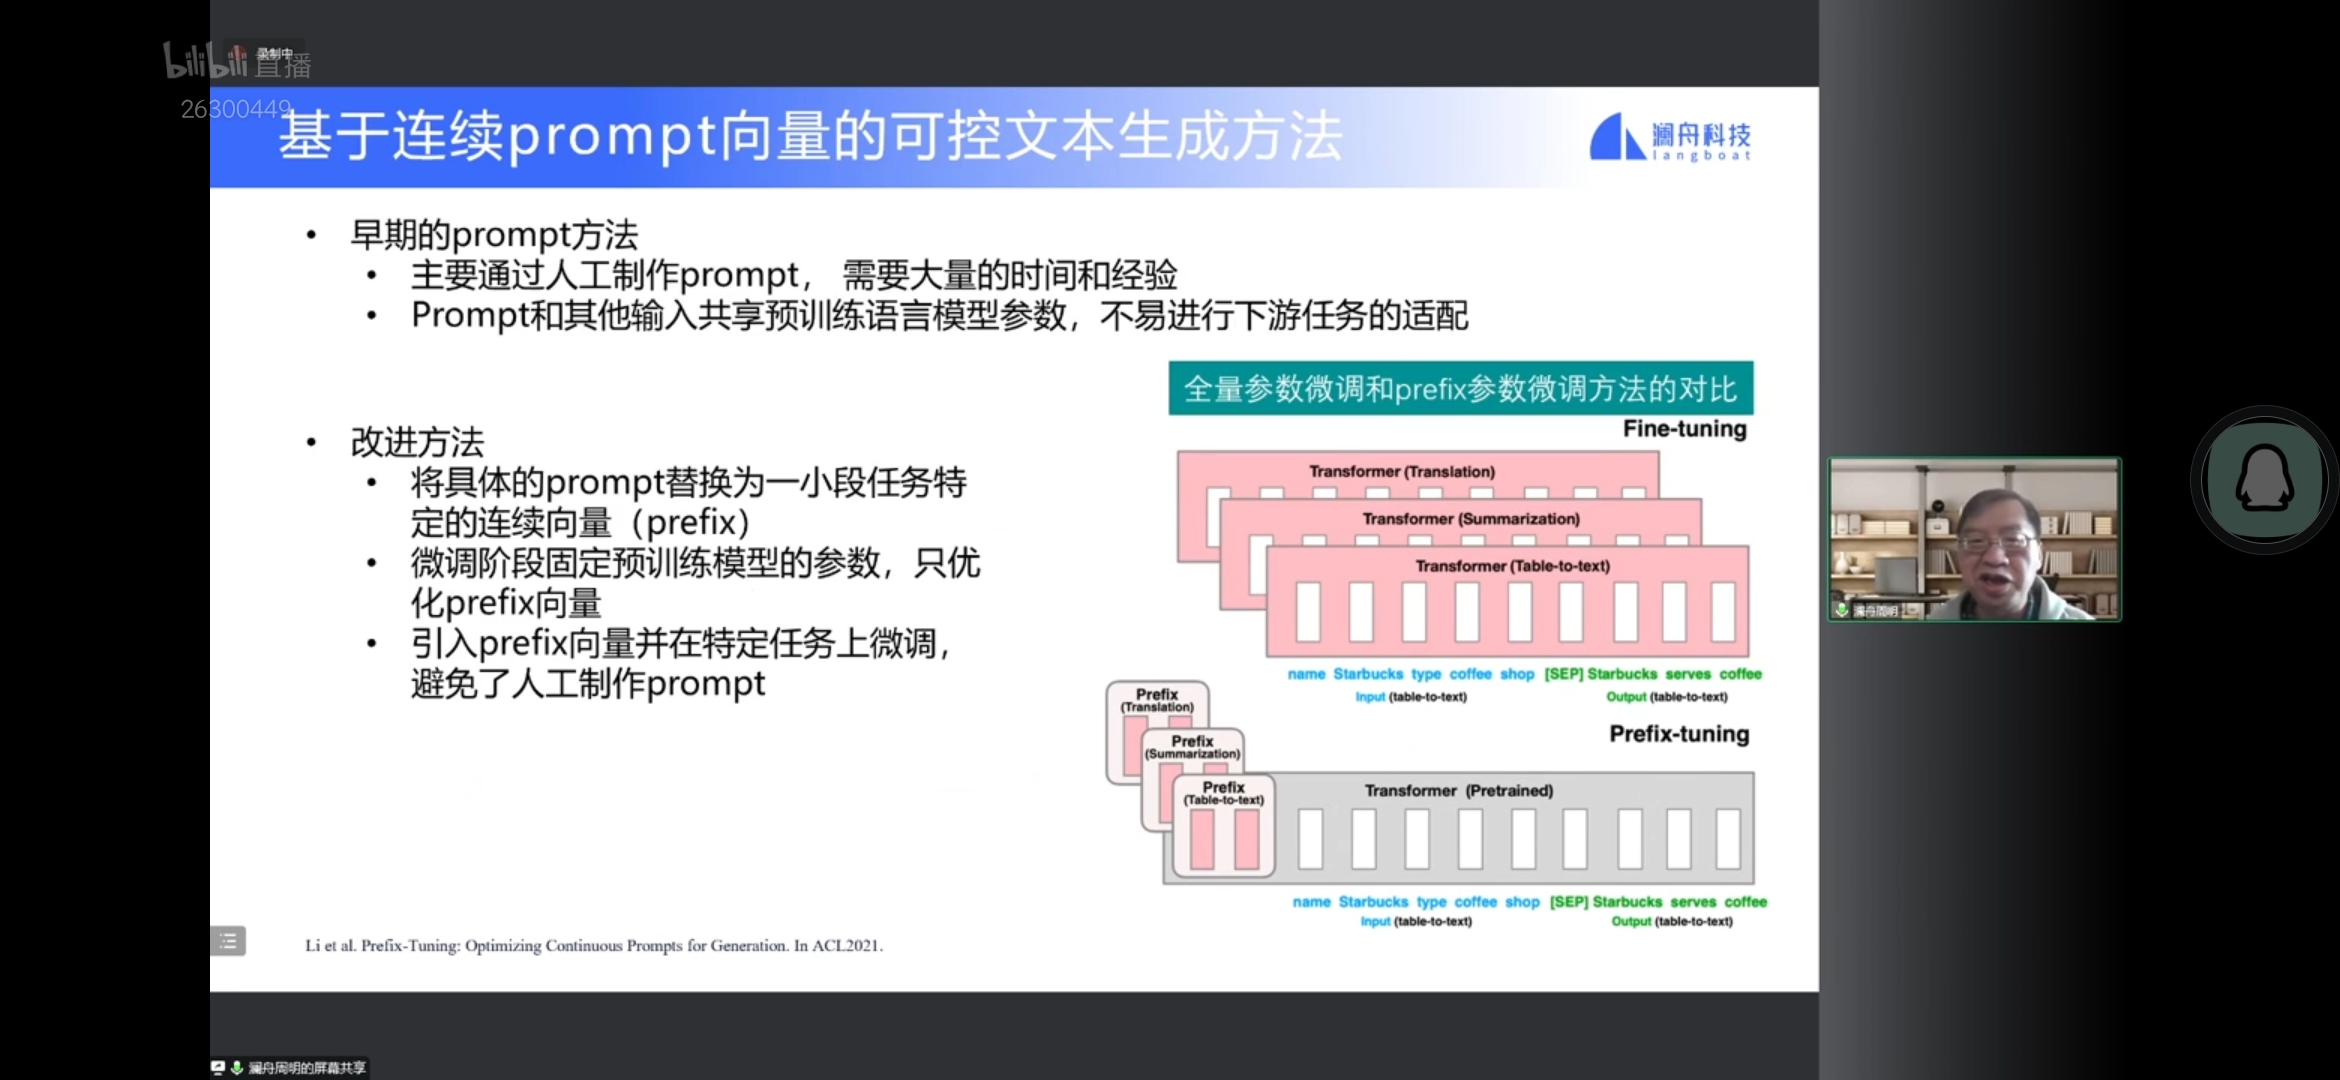 录制中
bilibili 直播
26300449
基于连续prompt向量的可控文本生成方法
澜舟科技
langboat
• 早期的prompt方法
• 主要通过人工制作prompt， 需要大量的时间和经验
• Prompt和其他输入共享预训练语言模型参数，不易进行下游任务的适配
• 改进方法
• 将具体的prompt替换为一小段任务特
定的连续向量（prefix）
• 微调阶段固定预训练模型的参数，只优
化prefix向量
• 引入prefix向量并在特定任务上微调，
避免了人工制作prompt
全量参数微调和prefix参数微调方法的对比
Fine-tuning
Transformer (Translation)
Transformer (Summarization)
Transformer (Table-to-text)
name Starbucks type coffee shop [SEP] Starbucks serves coffee
Input (table-to-text) Output (table-to-text)
Prefix-tuning
Prefix
(Translation)
Prefix
(Summarization)
Prefix
(Table-to-text)
Transformer (Pretrained)
name Starbucks type coffee shop [SEP] Starbucks serves coffee
Input (table-to-text) Output (table-to-text)
Li et al. Prefix-Tuning: Optimizing Continuous Prompts for Generation. In ACL2021.
澜舟周明
澜舟周明的屏幕共享